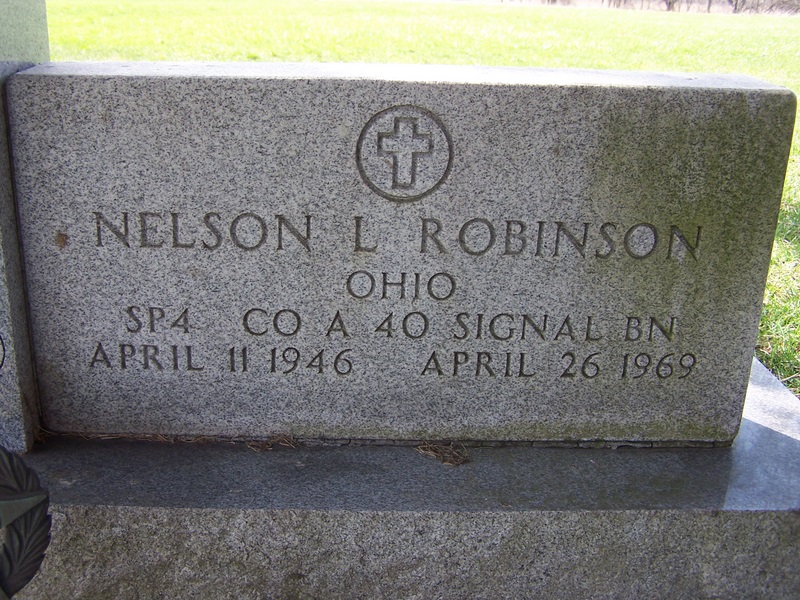 NELSON L ROBINSON
OHIO
SP4 CO A 40 SIGNAL BN
APRIL 11 1946 APRIL 26 1969